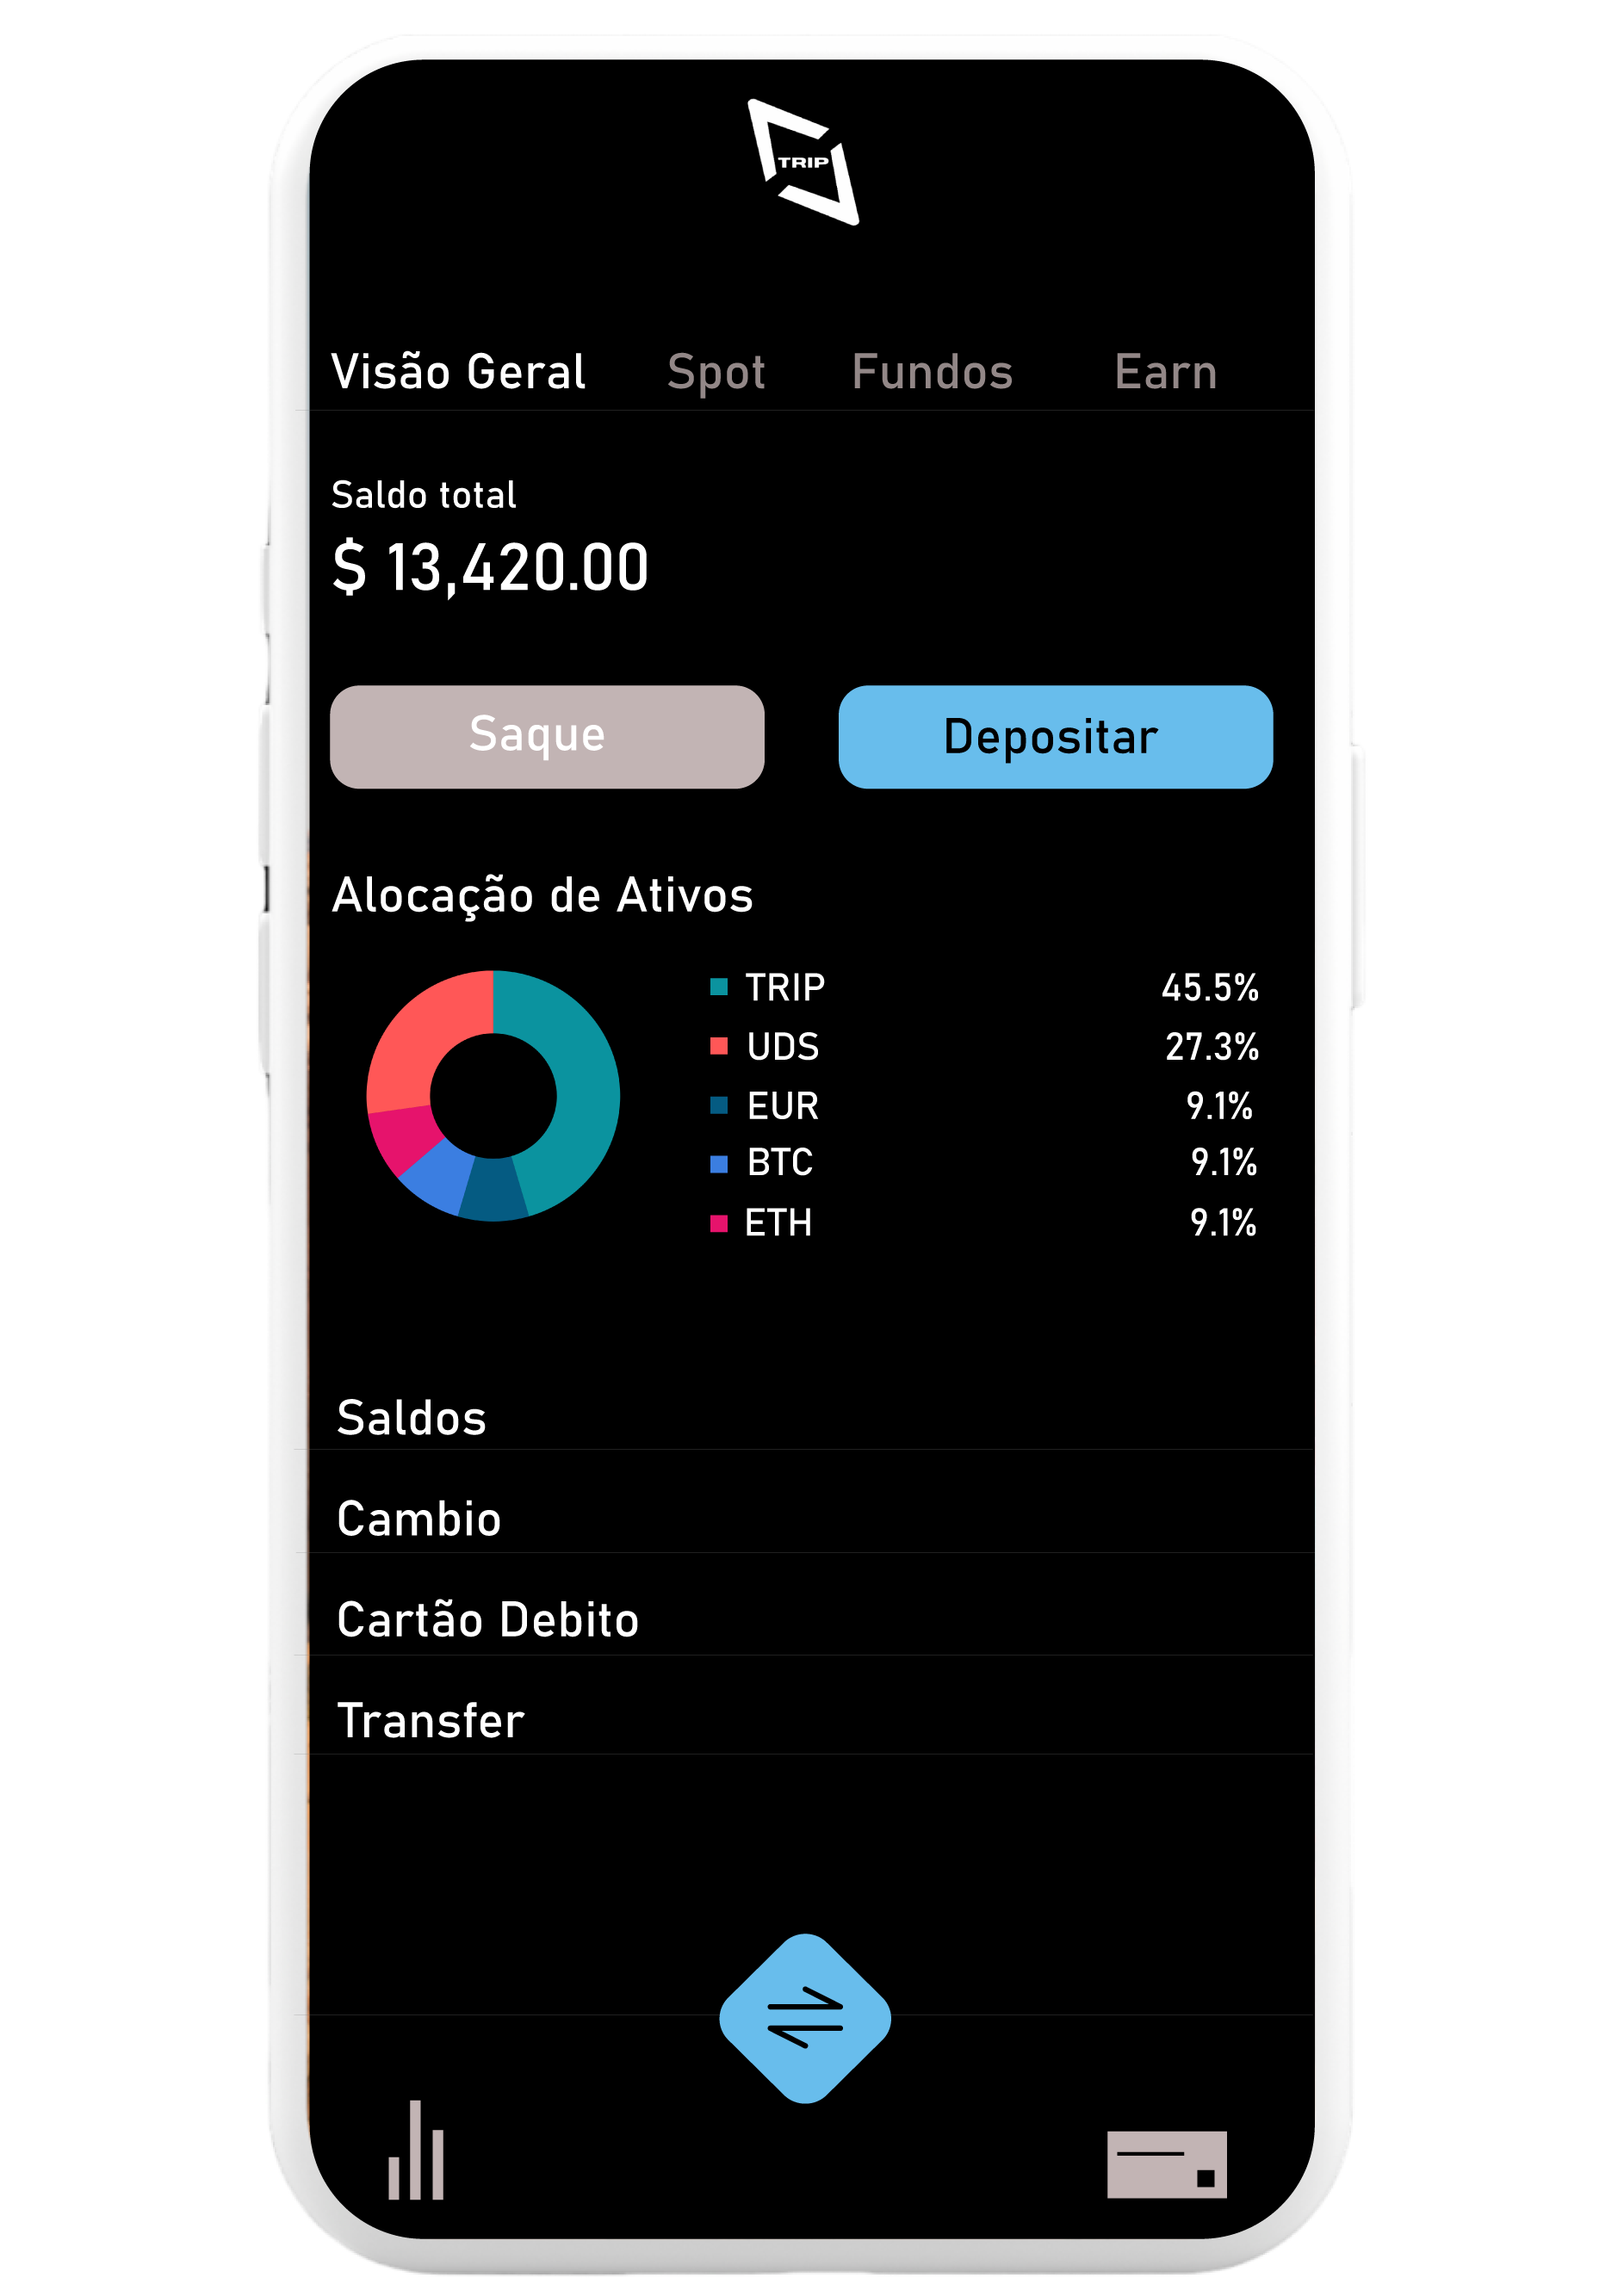 TRIP
Visão Geral Spot Fundos Earn
Saldo total
$ 13,420.00
Saque Depositar
Alocação de Ativos
TRIP 45.5%
UDS 27.3%
EUR 9.1%
BTC 9.1%
ETH 9.1%
Saldos
Cambio
Cartão Debito
Transfer